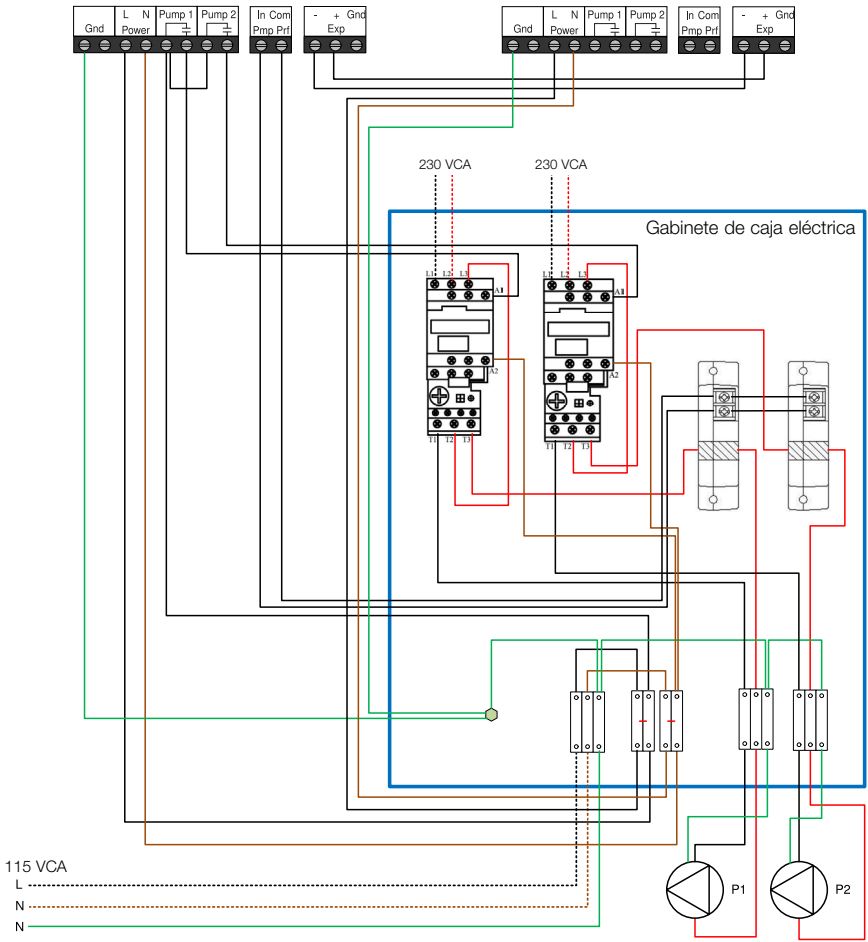 L N Pump 1 Pump 2
Gnd Power
In Com
Pmp Prf
- + Gnd
Exp
L N Pump 1 Pump 2
Gnd Power
In Com
Pmp Prf
- + Gnd
Exp
230 VCA
230 VCA
Gabinete de caja eléctrica
L1 L2 L3
A1
A2
T1 T2 T3
L1 L2 L3
A1
A2
T1 T2 T3
P1
P2
115 VCA
L
N
N